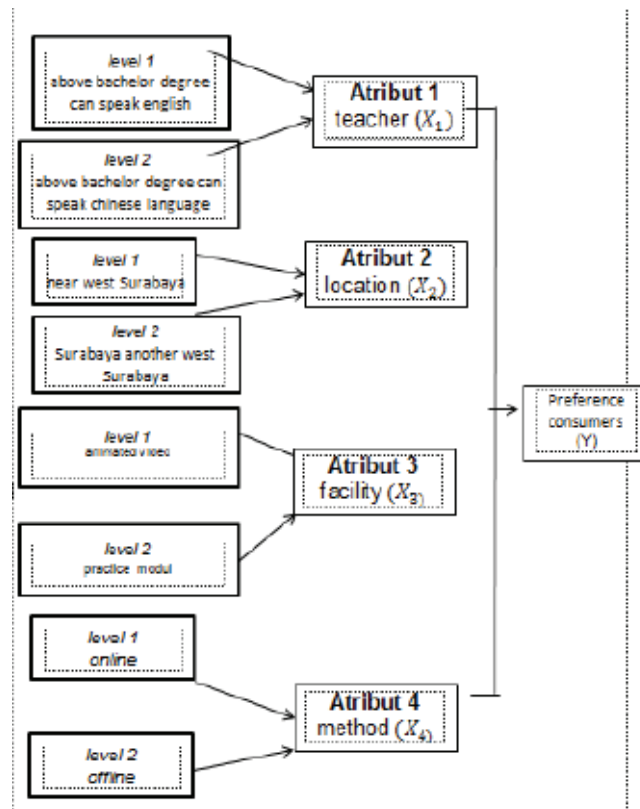 level 1
above bachelor degree
can speak english
Atribut 1
teacher (X₁)
level 2
above bachelor degree can
speak chinese language
level 1
near west Surabaya
Atribut 2
location (X₂)
level 2
Surabaya another west
Surabaya
Preference
consumers
(Y)
level 1
animated video
Atribut 3
facility (X₃)
level 2
practice modul
level 1
online
Atribut 4
method (X₄)
level 2
offline